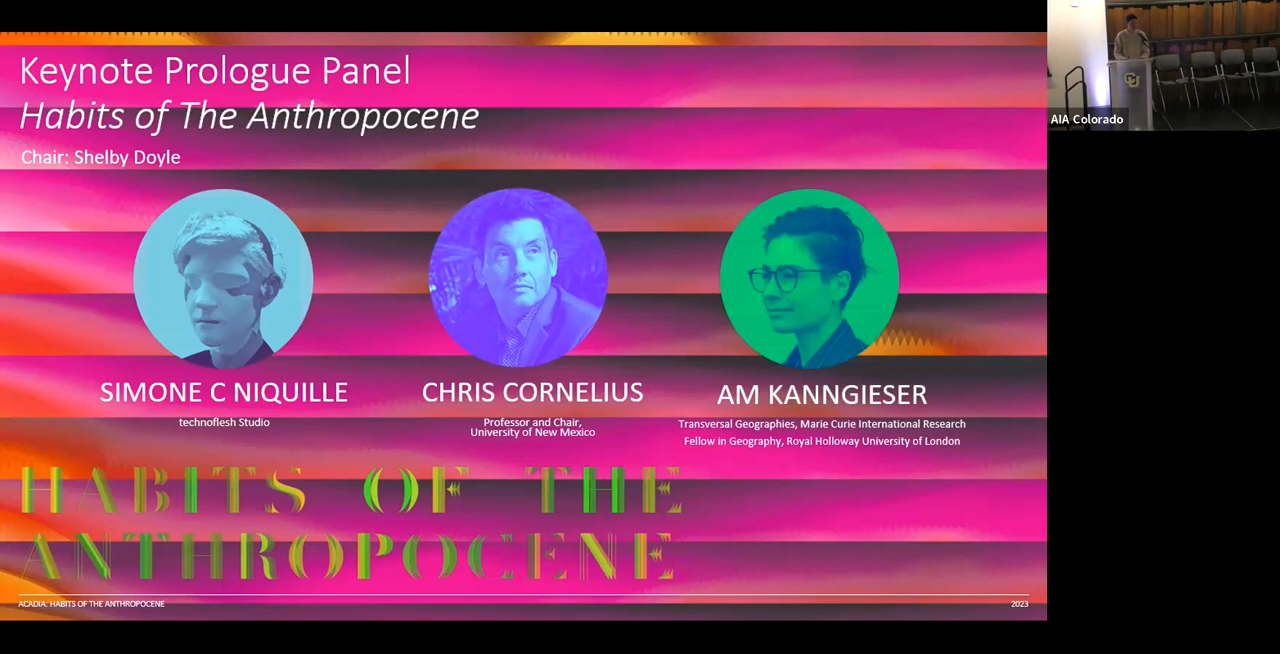 Keynote Prologue Panel
Habits of The Anthropocene
Chair: Shelby Doyle
SIMONE C NIQUILLE
technoflesh Studio
CHRIS CORNELIUS
Professor and Chair,
University of New Mexico
AM KANNGIESER
Transversal Geographies, Marie Curie International Research
Fellow in Geography, Royal Holloway University of London
HABITS OF THE
ANTHROPOCENE
ACADIA: HABITS OF THE ANTHROPOCENE
2023
CU
AIA Colorado